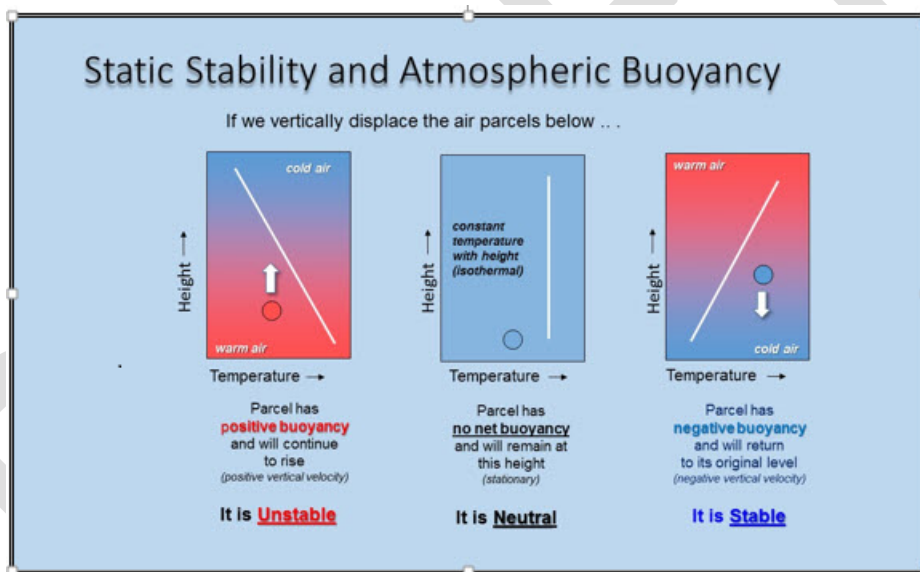 Static Stability and Atmospheric Buoyancy
If we vertically displace the air parcels below .. .
cold air
warm air
Height
Temperature
Parcel has
positive buoyancy
and will continue
to rise
(positive vertical velocity)
It is Unstable
constant
temperature
with height
(isothermal)
Height
Temperature
Parcel has
no net buoyancy
and will remain at
this height
(stationary)
It is Neutral
warm air
cold air
Height
Temperature
Parcel has
negative buoyancy
and will return
to its original level
(negative vertical velocity)
It is Stable